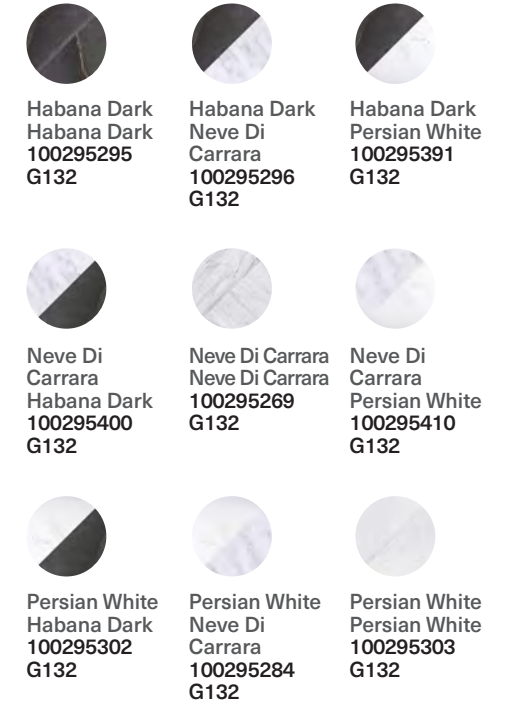 Habana Dark
Habana Dark
100295295
G132
Habana Dark
Neve Di
Carrara
100295296
G132
Habana Dark
Persian White
100295391
G132
Neve Di
Carrara
Habana Dark
100295400
G132
Neve Di Carrara
Neve Di Carrara
100295269
G132
Neve Di
Carrara
Persian White
100295410
G132
Persian White
Habana Dark
100295302
G132
Persian White
Neve Di
Carrara
100295284
G132
Persian White
Persian White
100295303
G132